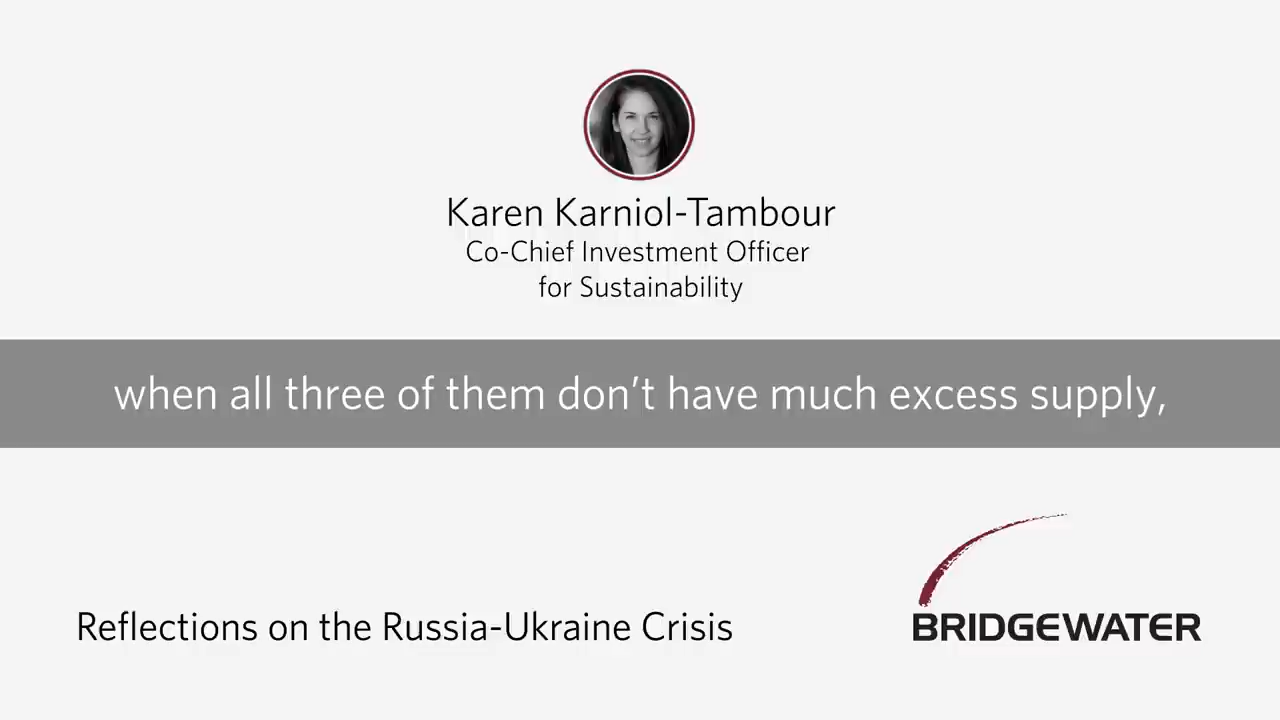 Karen Karniol-Tambour
Co-Chief Investment Officer
for Sustainability
when all three of them don’t have much excess supply,
Reflections on the Russia-Ukraine Crisis
BRIDGEWATER